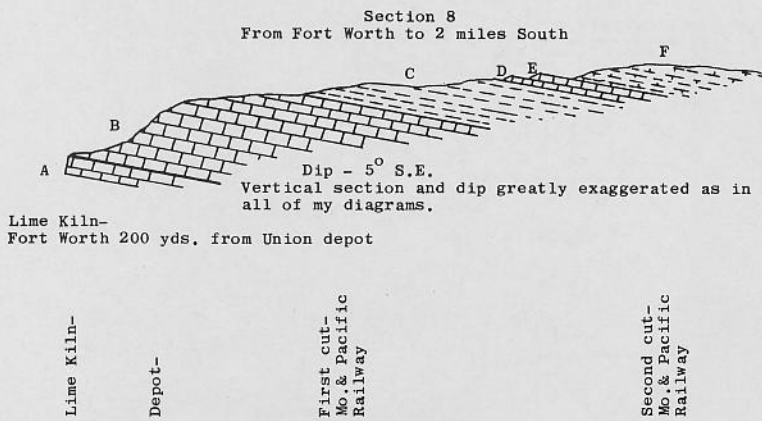 Section 8
From Fort Worth to 2 miles South
F
C
D E
B
A
Dip - 5° S.E.
Vertical section and dip greatly exaggerated as in
all of my diagrams.
Lime Kiln-
Fort Worth 200 yds. from Union depot
Lime Kiln-
Depot-
First cut-
Mo.& Pacific
Railway
Second cut-
Mo.& Pacific
Railway